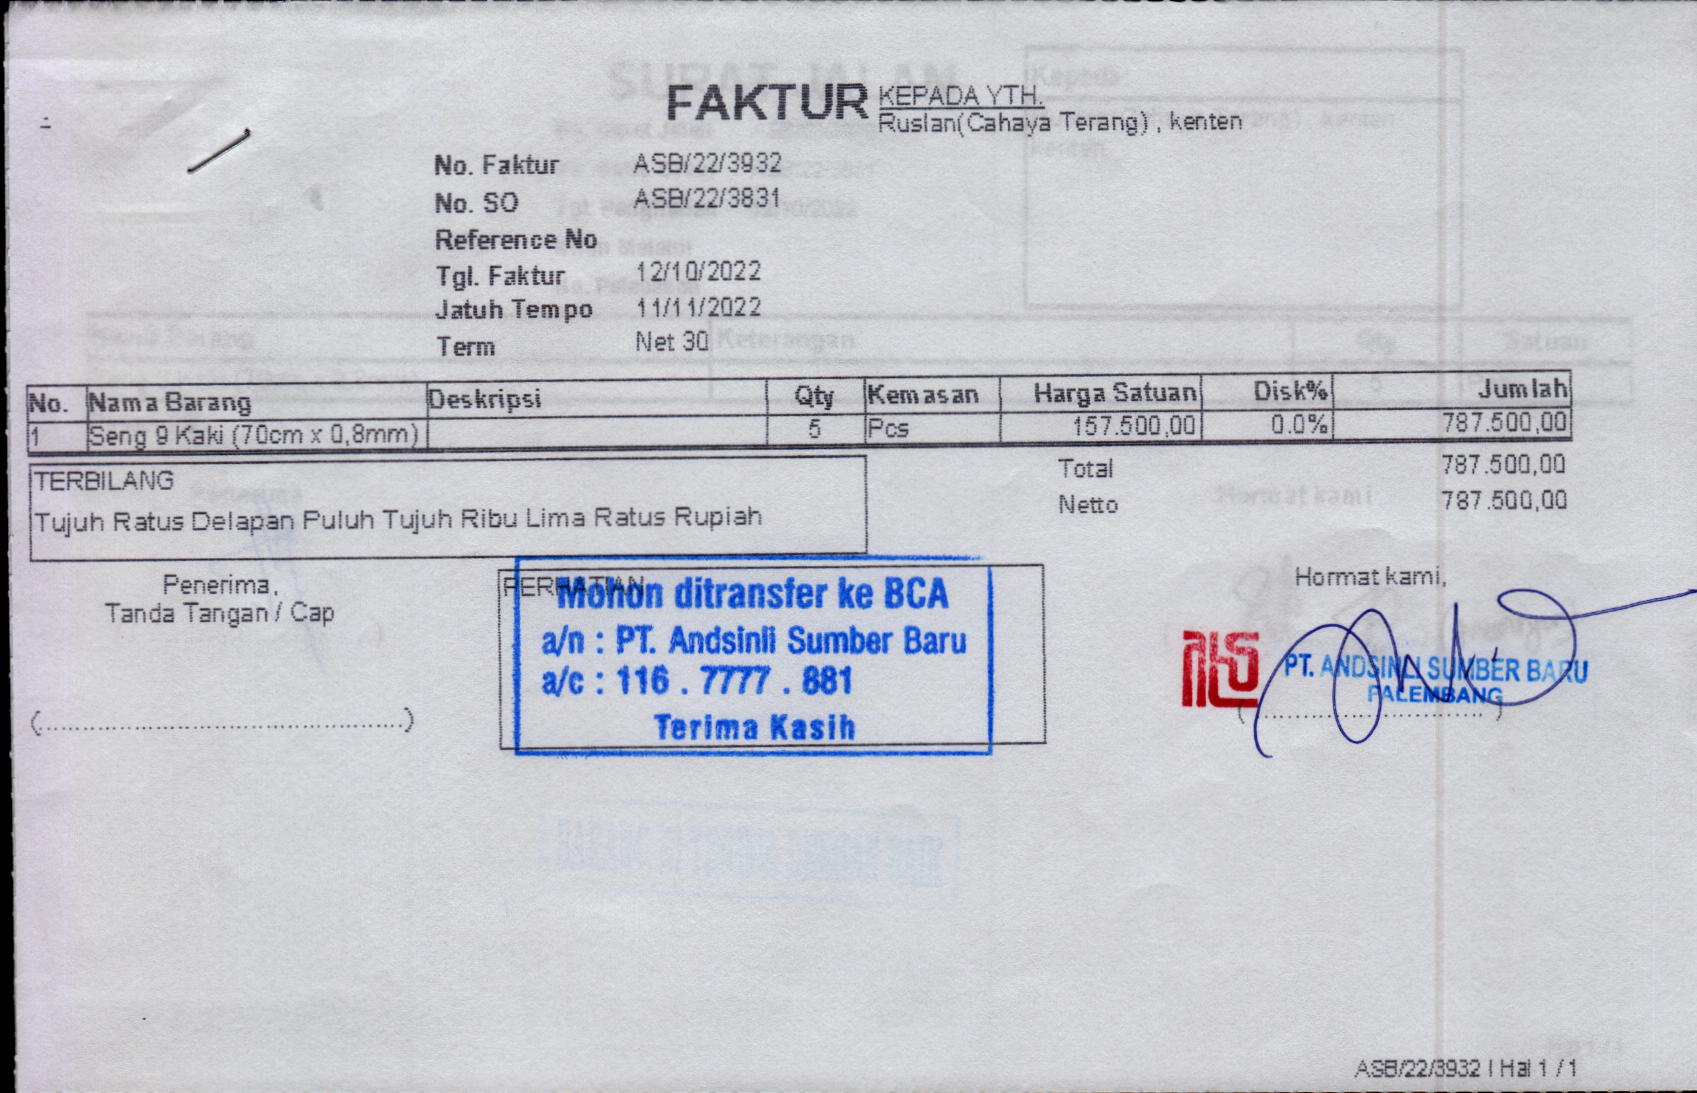 FAKTUR
KEPADA YTH.
Ruslan(Cahaya Terang) , kenten
No. Faktur ASB/22/3932
No. SO ASB/22/3831
Reference No
Tgl. Faktur 12/10/2022
Jatuh Tempo 11/11/2022
Term Net 30
No. Nama Barang Deskripsi Qty Kemasan Harga Satuan Disk% Jumlah
1 Seng 9 Kaki (70cm x 0,8mm) 5 Pcs 157.500,00 0.0% 787.500,00
TERBILANG
Tujuh Ratus Delapan Puluh Tujuh Ribu Lima Ratus Rupiah
Total 787.500,00
Netto 787.500,00
Penerima,
Tanda Tangan / Cap
(........................................)
PERHATIAN
Mohon ditransfer ke BCA
a/n : PT. Andsinli Sumber Baru
a/c : 116 . 7777 . 881
Terima Kasih
Hormat kami,
PT. ANDSINLI SUMBER BARU
PALEMBANG
(........................................)
ASB/22/3932 | Hal 1 / 1